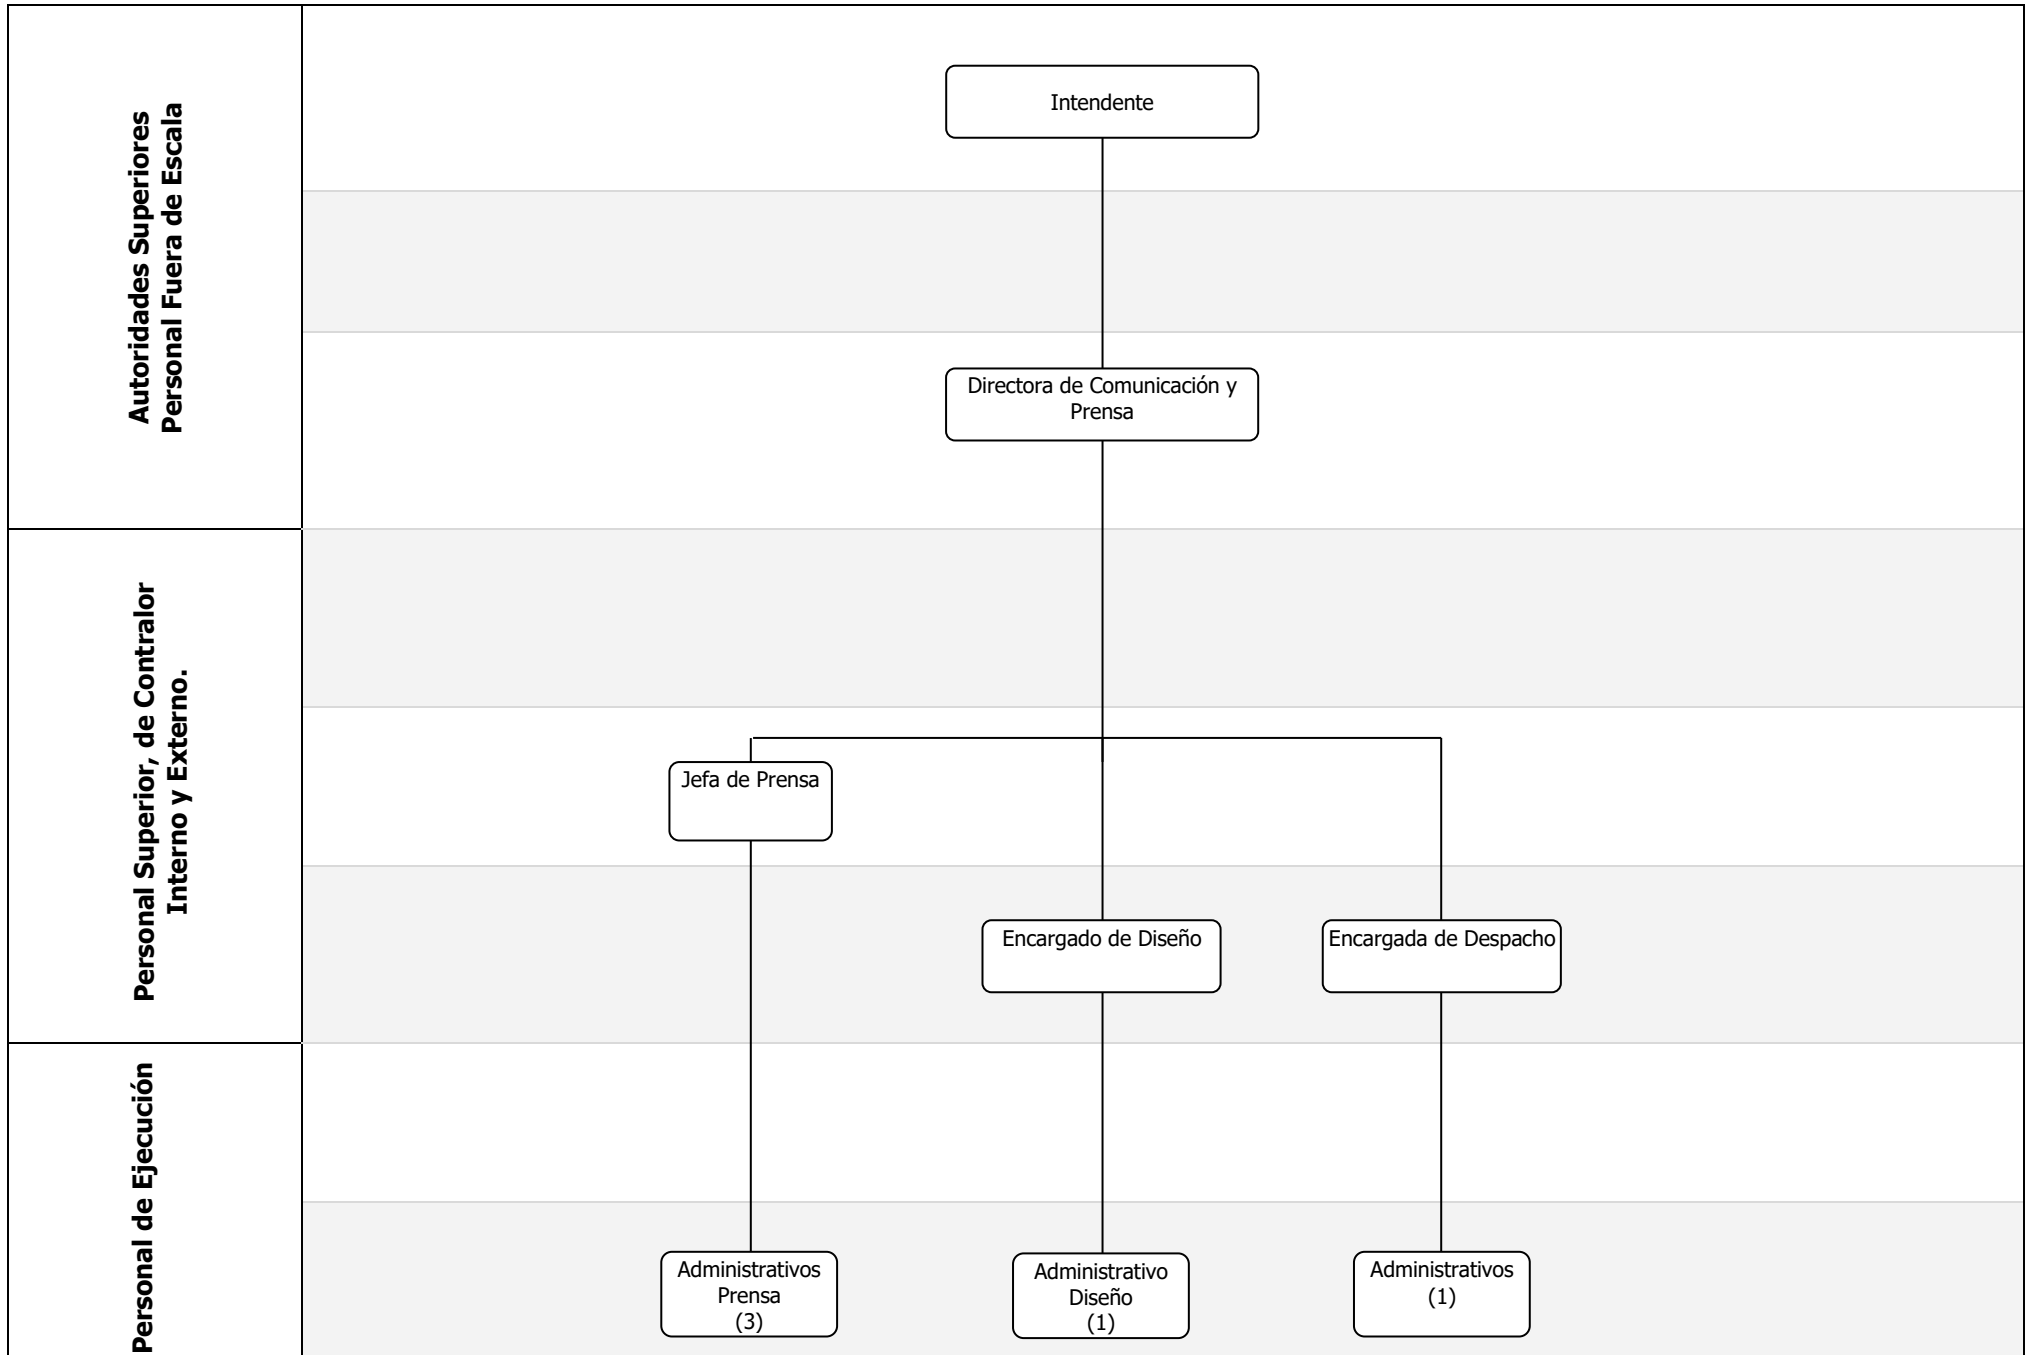 Autoridades Superiores
Personal Fuera de Escala
Intendente
Directora de Comunicación y
Prensa
Personal Superior, de Contralor
Interno y Externo.
Jefa de Prensa
Encargado de Diseño
Encargada de Despacho
Personal de Ejecución
Administrativos
Prensa
(3)
Administrativo
Diseño
(1)
Administrativos
(1)